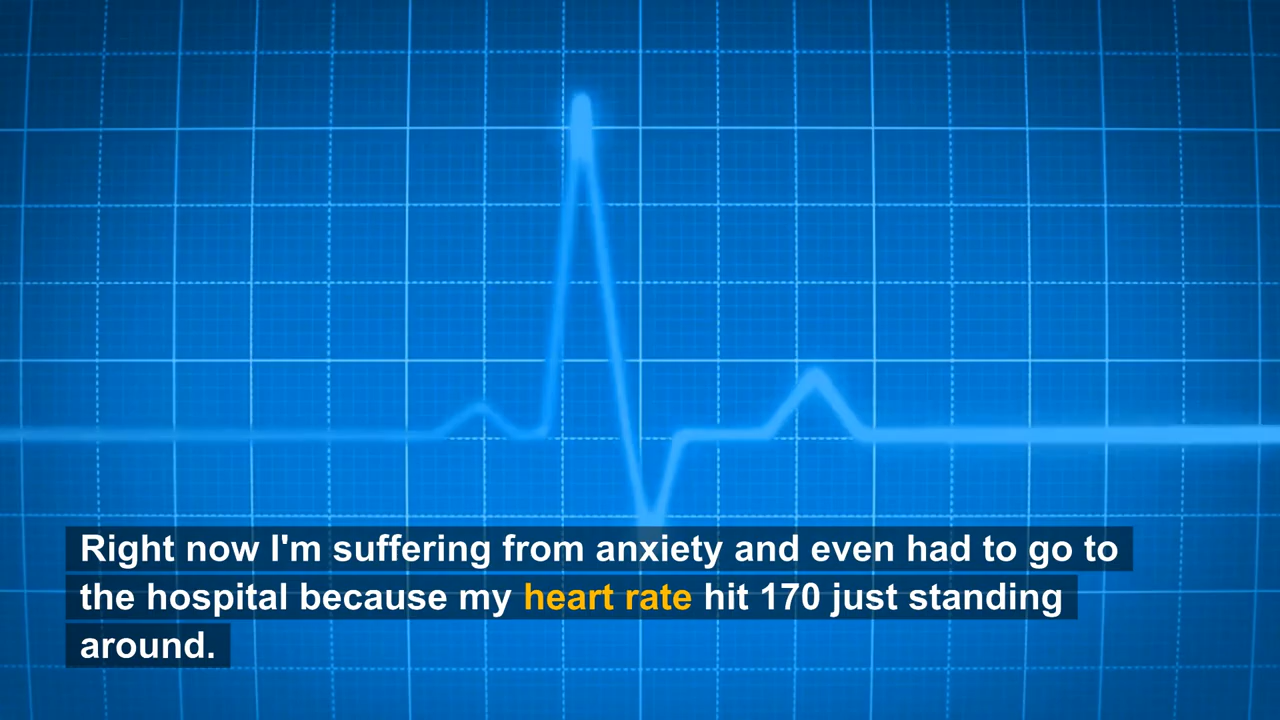 Right now I'm suffering from anxiety and even had to go to
the hospital because my heart rate hit 170 just standing
around.